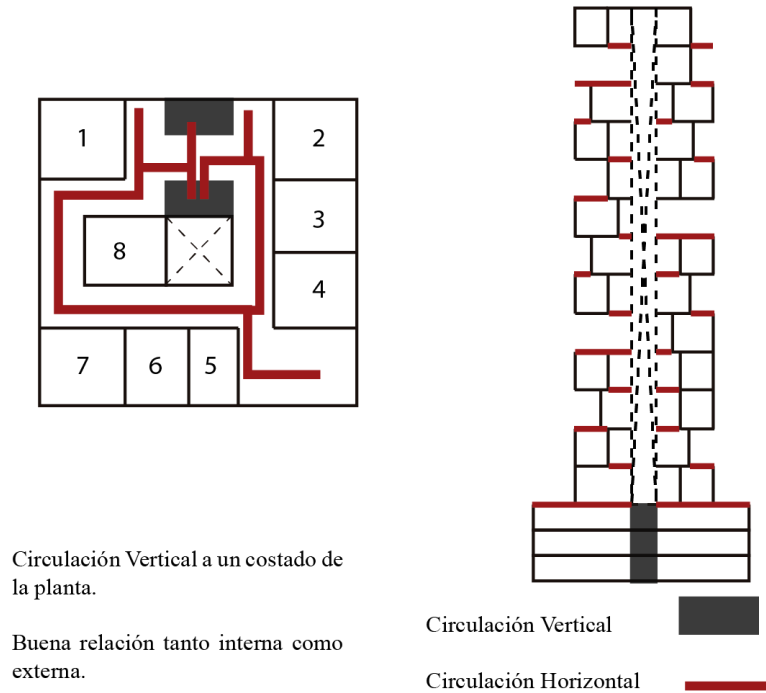 1
2
3
8
4
7
6
5
Circulación Vertical a un costado de
la planta.
Buena relación tanto interna como
externa.
Circulación Vertical
Circulación Horizontal